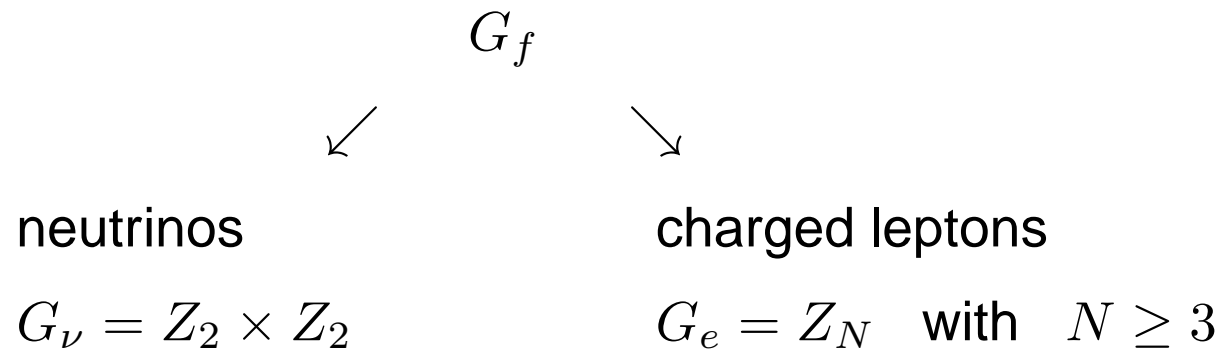 G_f
↙ ↘
neutrinos charged leptons
G_ν = Z_2 × Z_2 G_e = Z_N with N ≥ 3